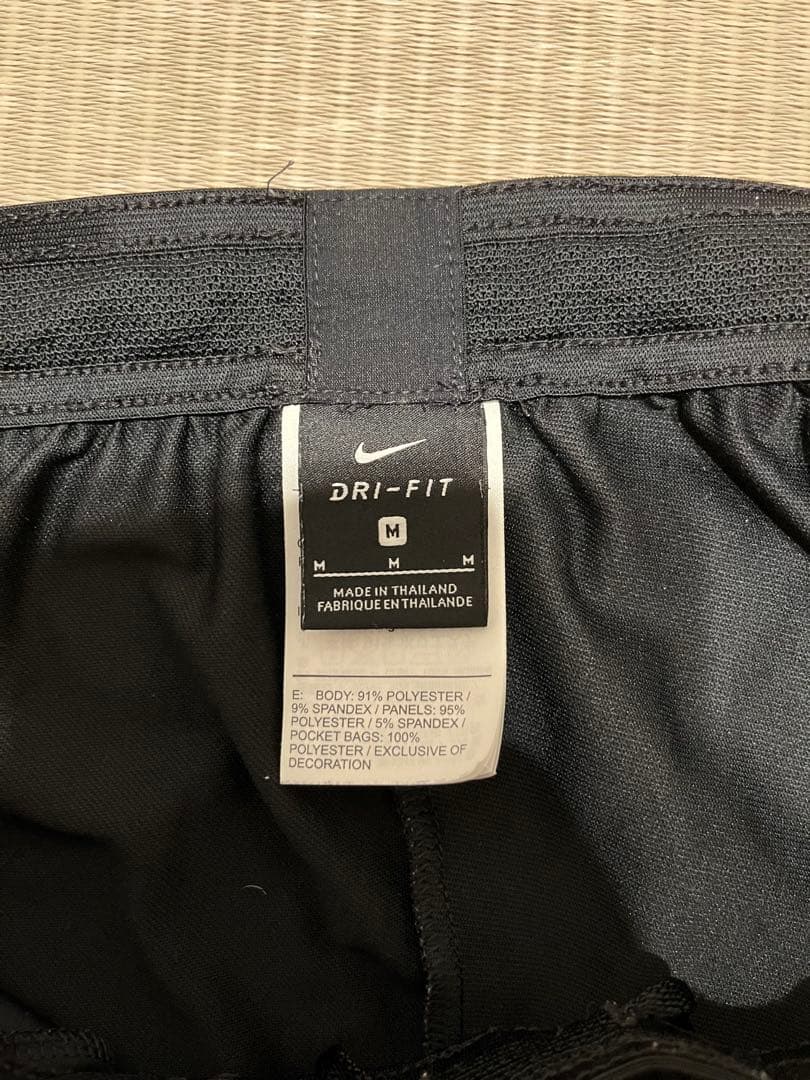 DRI-FIT
M
M M M
MADE IN THAILAND
FABRIQUE EN THAILANDE
E: BODY: 91% POLYESTER /
9% SPANDEX / PANELS: 95%
POLYESTER / 5% SPANDEX /
POCKET BAGS: 100%
POLYESTER / EXCLUSIVE OF
DECORATION